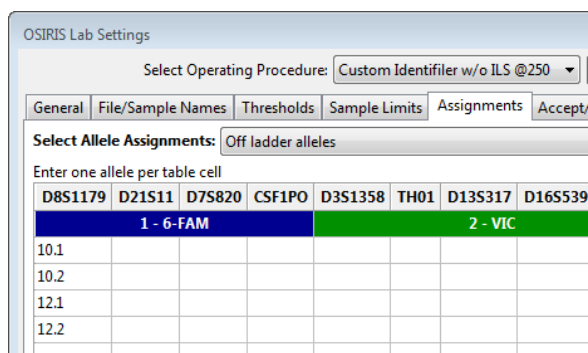 OSIRIS Lab Settings
Select Operating Procedure: Custom Identifiler w/o ILS @250
General File/Sample Names Thresholds Sample Limits Assignments Accept/
Select Allele Assignments: Off ladder alleles
Enter one allele per table cell
D8S1179 D21S11 D7S820 CSF1PO D3S1358 TH01 D13S317 D16S539
1 - 6-FAM 2 - VIC
10.1
10.2
12.1
12.2